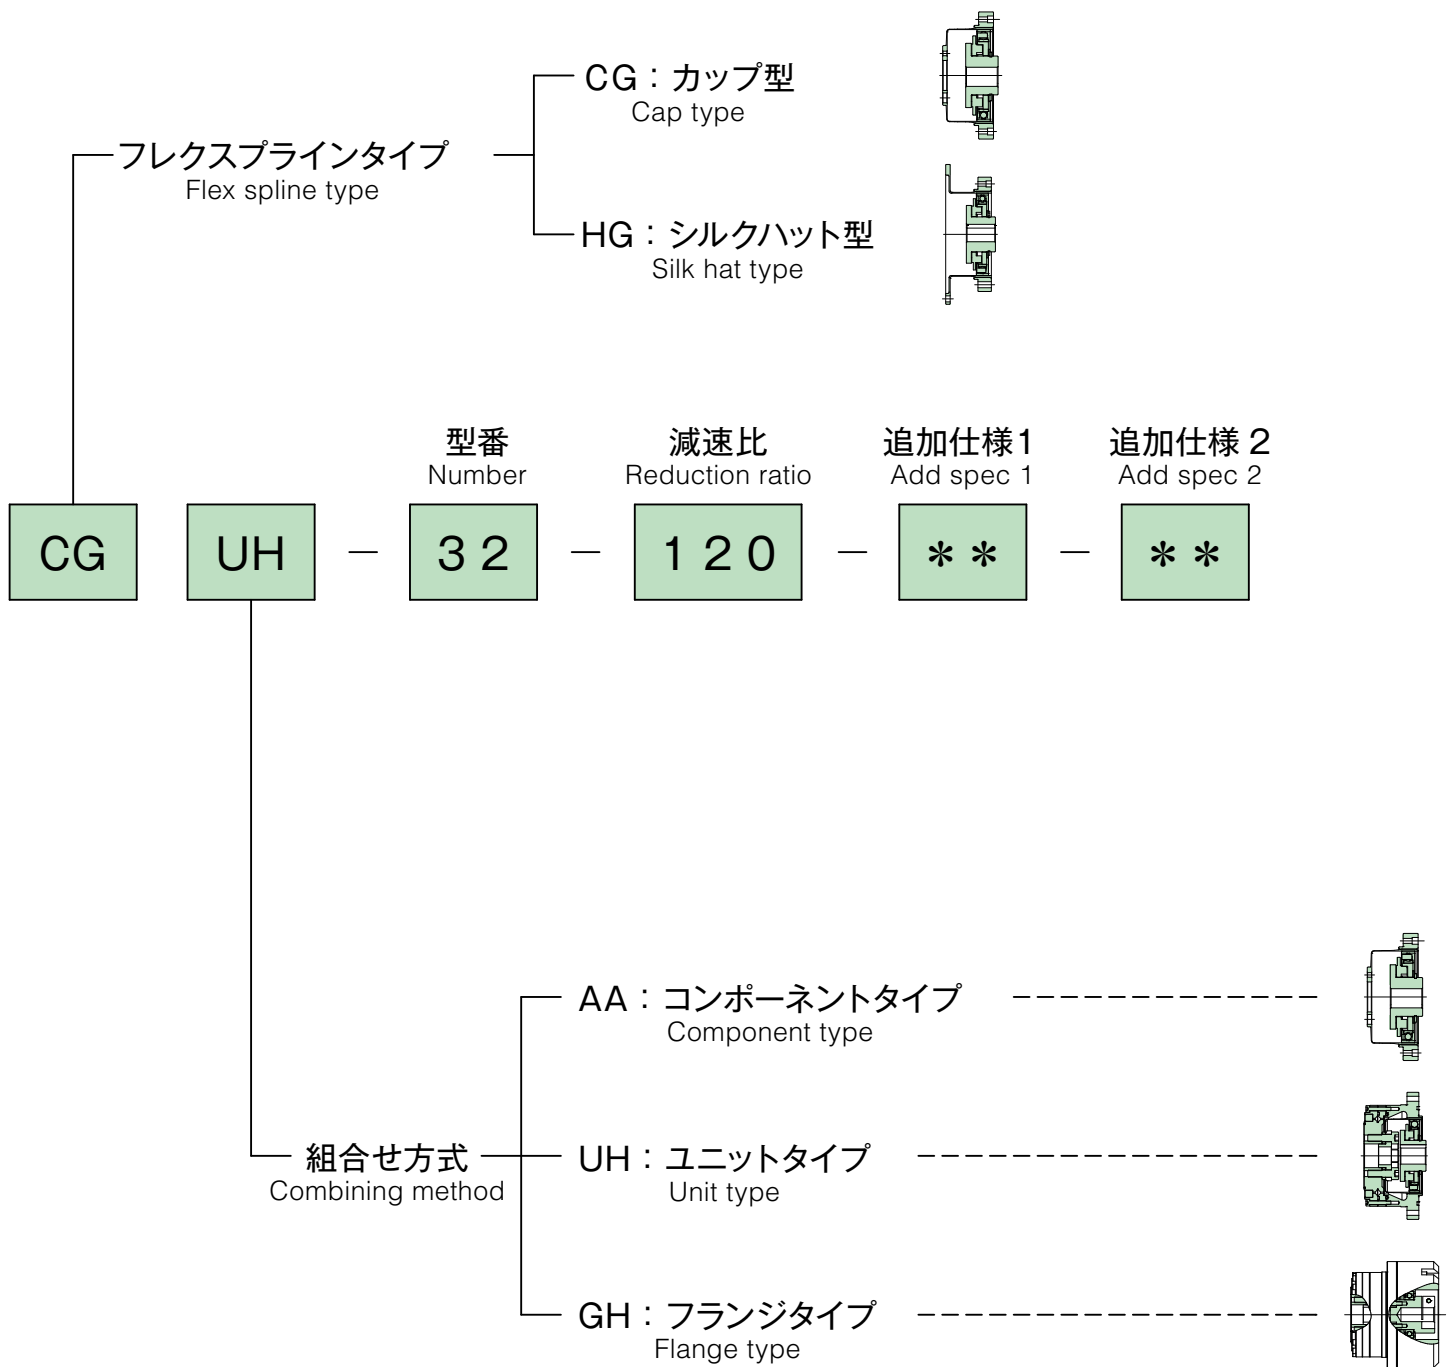 CG：カップ型
Cap type
フレクスプラインタイプ
Flex spline type
HG：シルクハット型
Silk hat type
型番 減速比 追加仕様1 追加仕様2
Number Reduction ratio Add spec 1 Add spec 2
CG UH － 32 － 120 － ** － **
AA：コンポーネントタイプ
Component type
組合せ方式
Combining method
UH：ユニットタイプ
Unit type
GH：フランジタイプ
Flange type